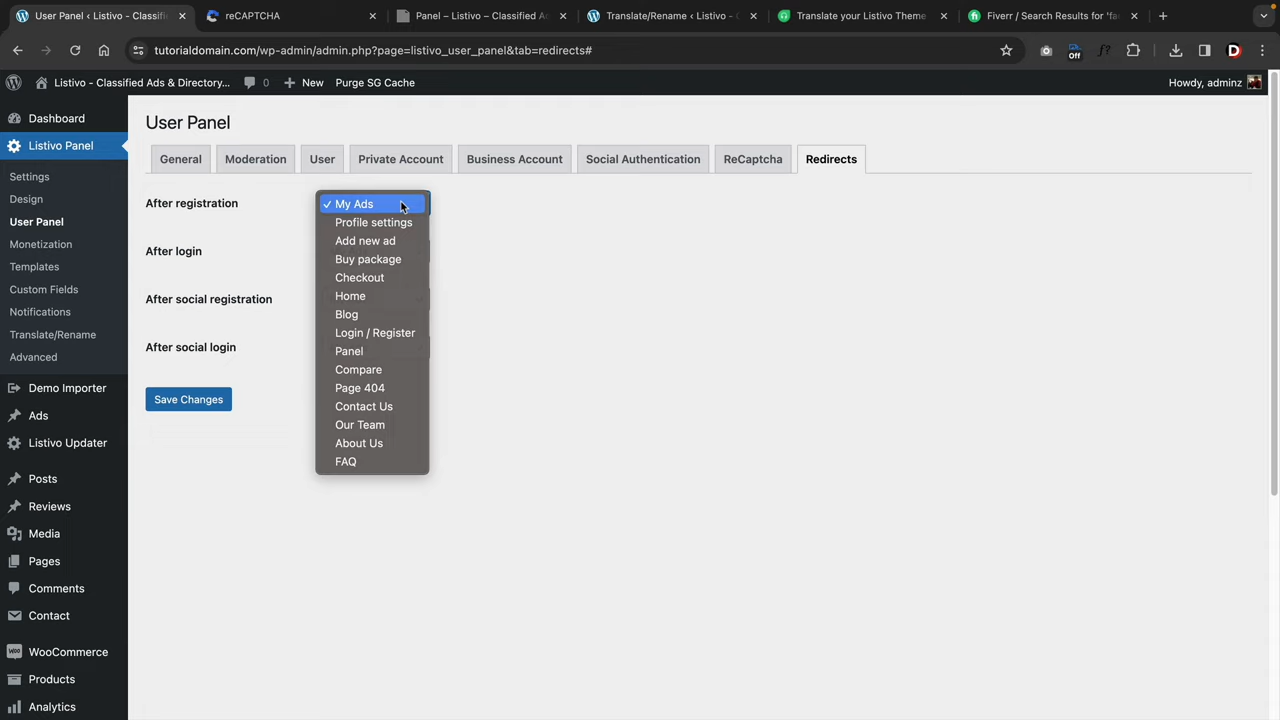 User Panel ‹ Listivo - Classifi
reCAPTCHA
Panel – Listivo – Classified A
Translate/Rename ‹ Listivo -
Translate your Listivo Theme
Fiverr / Search Results for 'fa
tutorialdomain.com/wp-admin/admin.php?page=listivo_user_panel&tab=redirects#
Off
D
Listivo - Classified Ads & Directory...
0
New
Purge SG Cache
Howdy, adminz
Dashboard
Listivo Panel
Settings
Design
User Panel
Monetization
Templates
Custom Fields
Notifications
Translate/Rename
Advanced
Demo Importer
Ads
Listivo Updater
Posts
Reviews
Media
Pages
Comments
Contact
WooCommerce
Products
Analytics
User Panel
General
Moderation
User
Private Account
Business Account
Social Authentication
ReCaptcha
Redirects
After registration
After login
After social registration
After social login
Save Changes
✓ My Ads
Profile settings
Add new ad
Buy package
Checkout
Home
Blog
Login / Register
Panel
Compare
Page 404
Contact Us
Our Team
About Us
FAQ